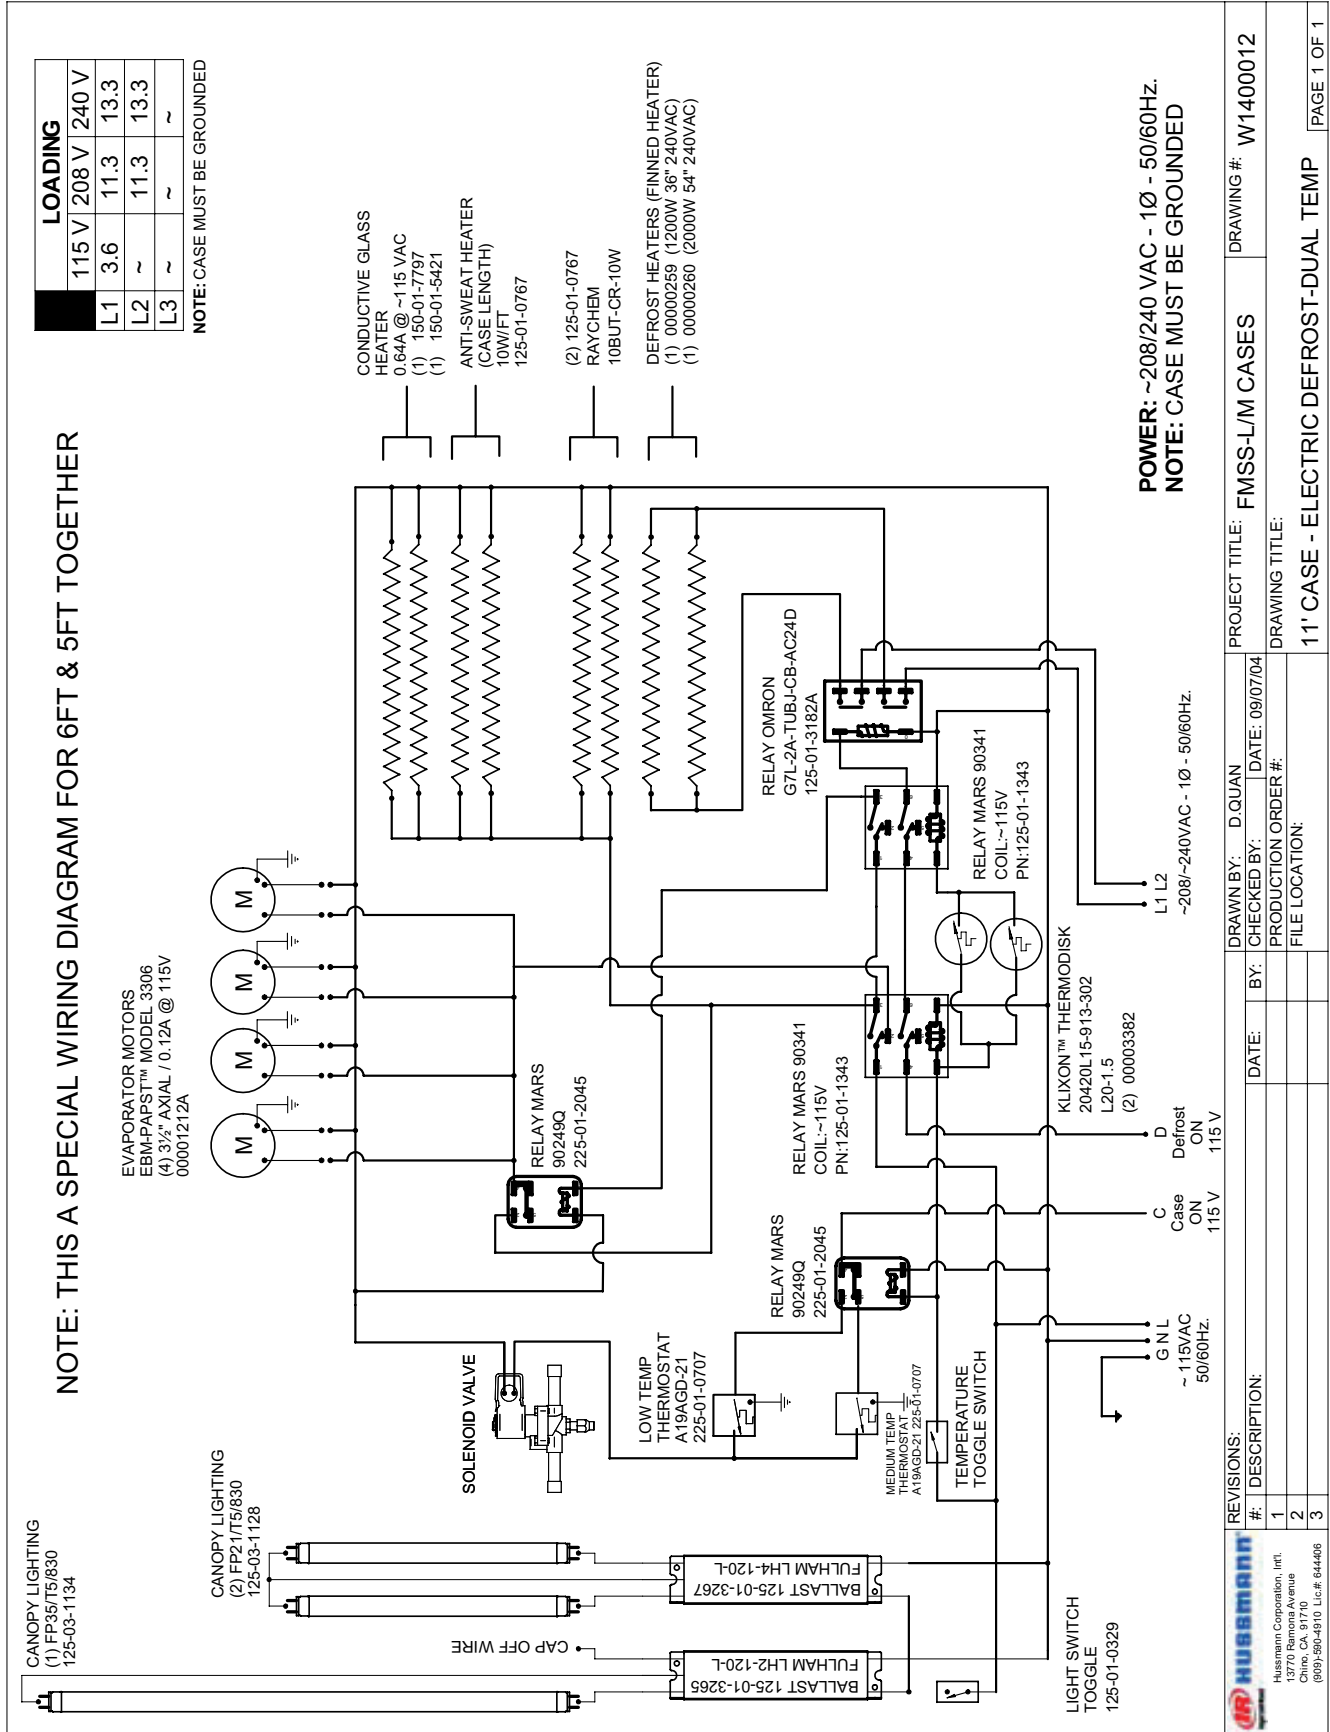 NOTE: THIS A SPECIAL WIRING DIAGRAM FOR 6FT & 5FT TOGETHER
LOADING
115 V 208 V 240 V
L1 3.6 11.3 13.3
L2 ~ 11.3 13.3
L3 ~ ~ ~
NOTE: CASE MUST BE GROUNDED
CANOPY LIGHTING
(1) FP35/T5/830
125-03-1134
CANOPY LIGHTING
(2) FP21/T5/830
125-03-1128
EVAPORATOR MOTORS
EBM-PAPST™ MODEL 3306
(4) 3½" AXIAL / 0.12A @ 115V
00001212A
M
M
M
M
CONDUCTIVE GLASS
HEATER
0.64A @ ~115 VAC
(1) 150-01-7797
(1) 150-01-5421
ANTI-SWEAT HEATER
(CASE LENGTH)
10W/FT
125-01-0767
(2) 125-01-0767
RAYCHEM
10BUT-CR-10W
DEFROST HEATERS (FINNED HEATER)
(1) 00000259 (1200W 36" 240VAC)
(1) 00000260 (2000W 54" 240VAC)
SOLENOID VALVE
RELAY MARS
90249Q
225-01-2045
CAP OFF WIRE
BALLAST 125-01-3265
FULHAM LH2-120-L
BALLAST 125-01-3267
FULHAM LH4-120-L
LOW TEMP
THERMOSTAT
A19AGD-21
225-01-0707
RELAY MARS
90249Q
225-01-2045
RELAY MARS 90341
COIL:~115V
PN:125-01-1343
RELAY OMRON
G7L-2A-TUBJ-CB-AC24D
125-01-3182A
MEDIUM TEMP
THERMOSTAT
A19AGD-21 225-01-0707
TEMPERATURE
TOGGLE SWITCH
RELAY MARS 90341
COIL:~115V
PN:125-01-1343
KLIXON™ THERMODISK
20420L15-913-302
L20-1.5
(2) 00003382
LIGHT SWITCH
TOGGLE
125-01-0329
G N L
~ 115VAC
50/60Hz.
C
Case
ON
115 V
D
Defrost
ON
115 V
L1 L2
~208/~240VAC - 1Ø - 50/60Hz.
POWER: ~208/240 VAC - 1Ø - 50/60Hz.
NOTE: CASE MUST BE GROUNDED
IR HUSSMANN
Hussmann Corporation, Int'l.
13770 Ramona Avenue
Chino, CA. 91710
(909)-590-4910 Lic.#: 644406
REVISIONS:
#: DESCRIPTION: DATE: BY:
1
2
3
DRAWN BY: D.QUAN
CHECKED BY: DATE: 09/07/04
PRODUCTION ORDER #:
FILE LOCATION:
PROJECT TITLE: FMSS-L/M CASES
DRAWING #: W1400012
DRAWING TITLE:
11' CASE - ELECTRIC DEFROST-DUAL TEMP
PAGE 1 OF 1